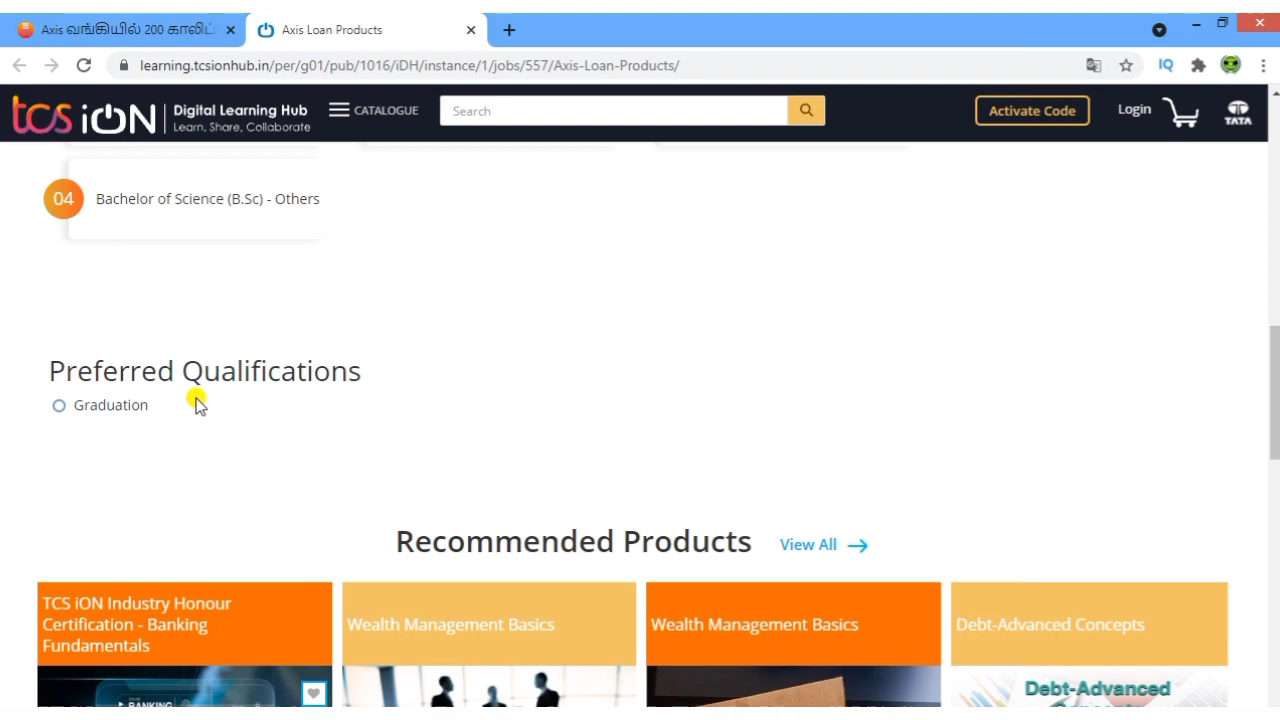 Axis வங்கியில் 200 காலிப்
Axis Loan Products
learning.tcsionhub.in/per/g01/pub/1016/iDH/instance/1/jobs/557/Axis-Loan-Products/
IQ
tcs iON
Digital Learning Hub
Learn, Share, Collaborate
CATALOGUE
Search
Activate Code
Login
TATA
04
Bachelor of Science (B.Sc) - Others
Preferred Qualifications
Graduation
Recommended Products
View All
TCS iON Industry Honour
Certification - Banking
Fundamentals
Wealth Management Basics
Wealth Management Basics
Debt-Advanced Concepts
BANKING
Debt-Advanced